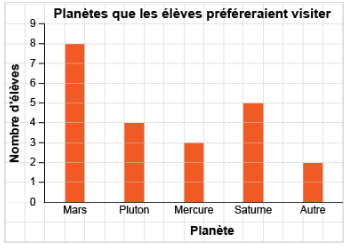 Planètes que les élèves préféreraient visiter
Nombre d'élèves
9
8
7
6
5
4
3
2
1
0
Mars Pluton Mercure Saturne Autre
Planète